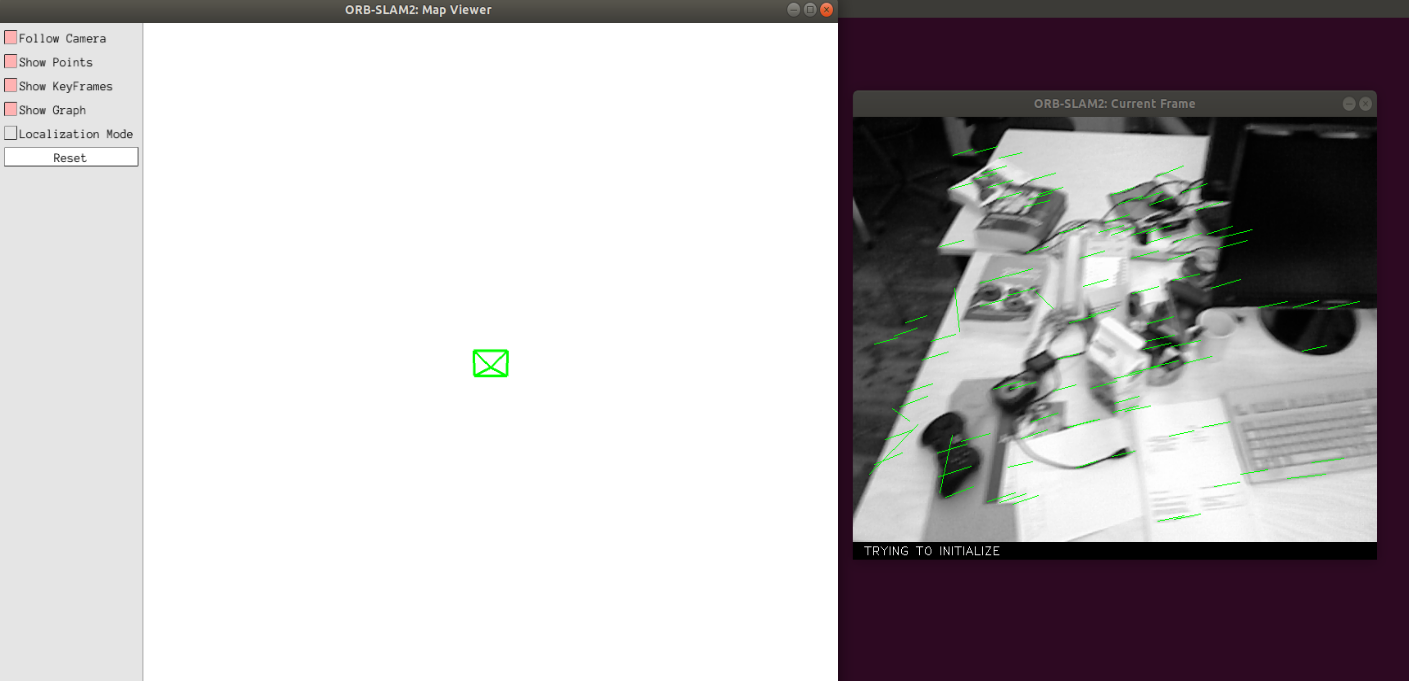 ORB-SLAM2: Map Viewer
Follow Camera
Show Points
Show KeyFrames
Show Graph
Localization Mode
Reset
ORB-SLAM2: Current Frame
TRYING TO INITIALIZE